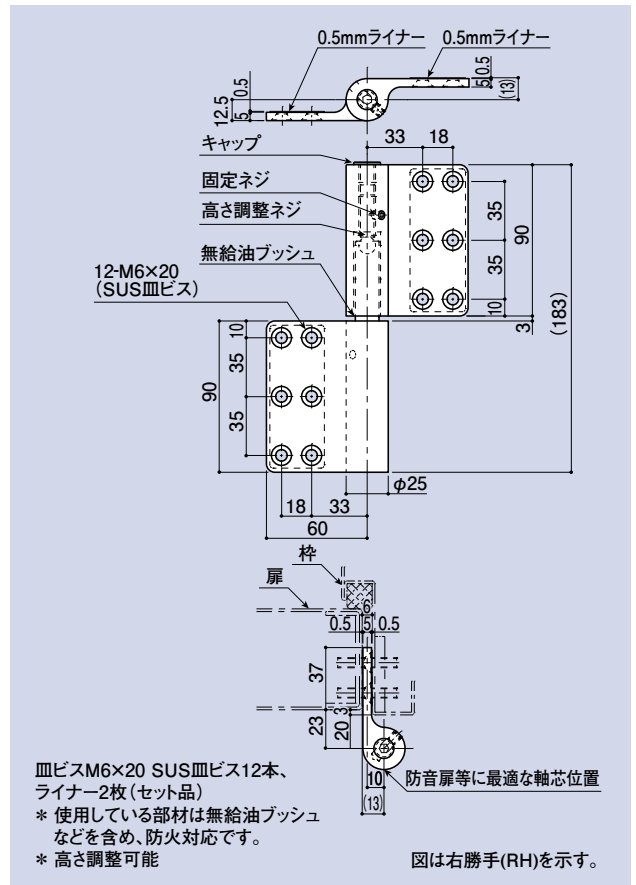 0.5mmライナー
0.5mmライナー
0.5
5
12.5
0.5
5
(13)
33
18
キャップ
固定ネジ
高さ調整ネジ
無給油ブッシュ
12-M6×20
(SUS皿ビス)
35
35
10
90
3
(183)
10
35
35
90
φ25
18
33
60
枠
扉
6
0.5
5
0.5
37
3
23
20
10
(13)
防音扉等に最適な軸芯位置
皿ビスM6×20 SUS皿ビス12本、
ライナー2枚(セット品)
* 使用している部材は無給油ブッシュ
などを含め、防火対応です。
* 高さ調整可能
図は右勝手(RH)を示す。